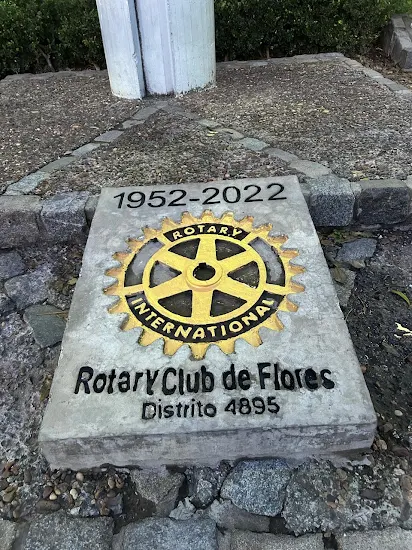 1952-2022
ROTARY
INTERNATIONAL
Rotary Club de Flores
Distrito 4895